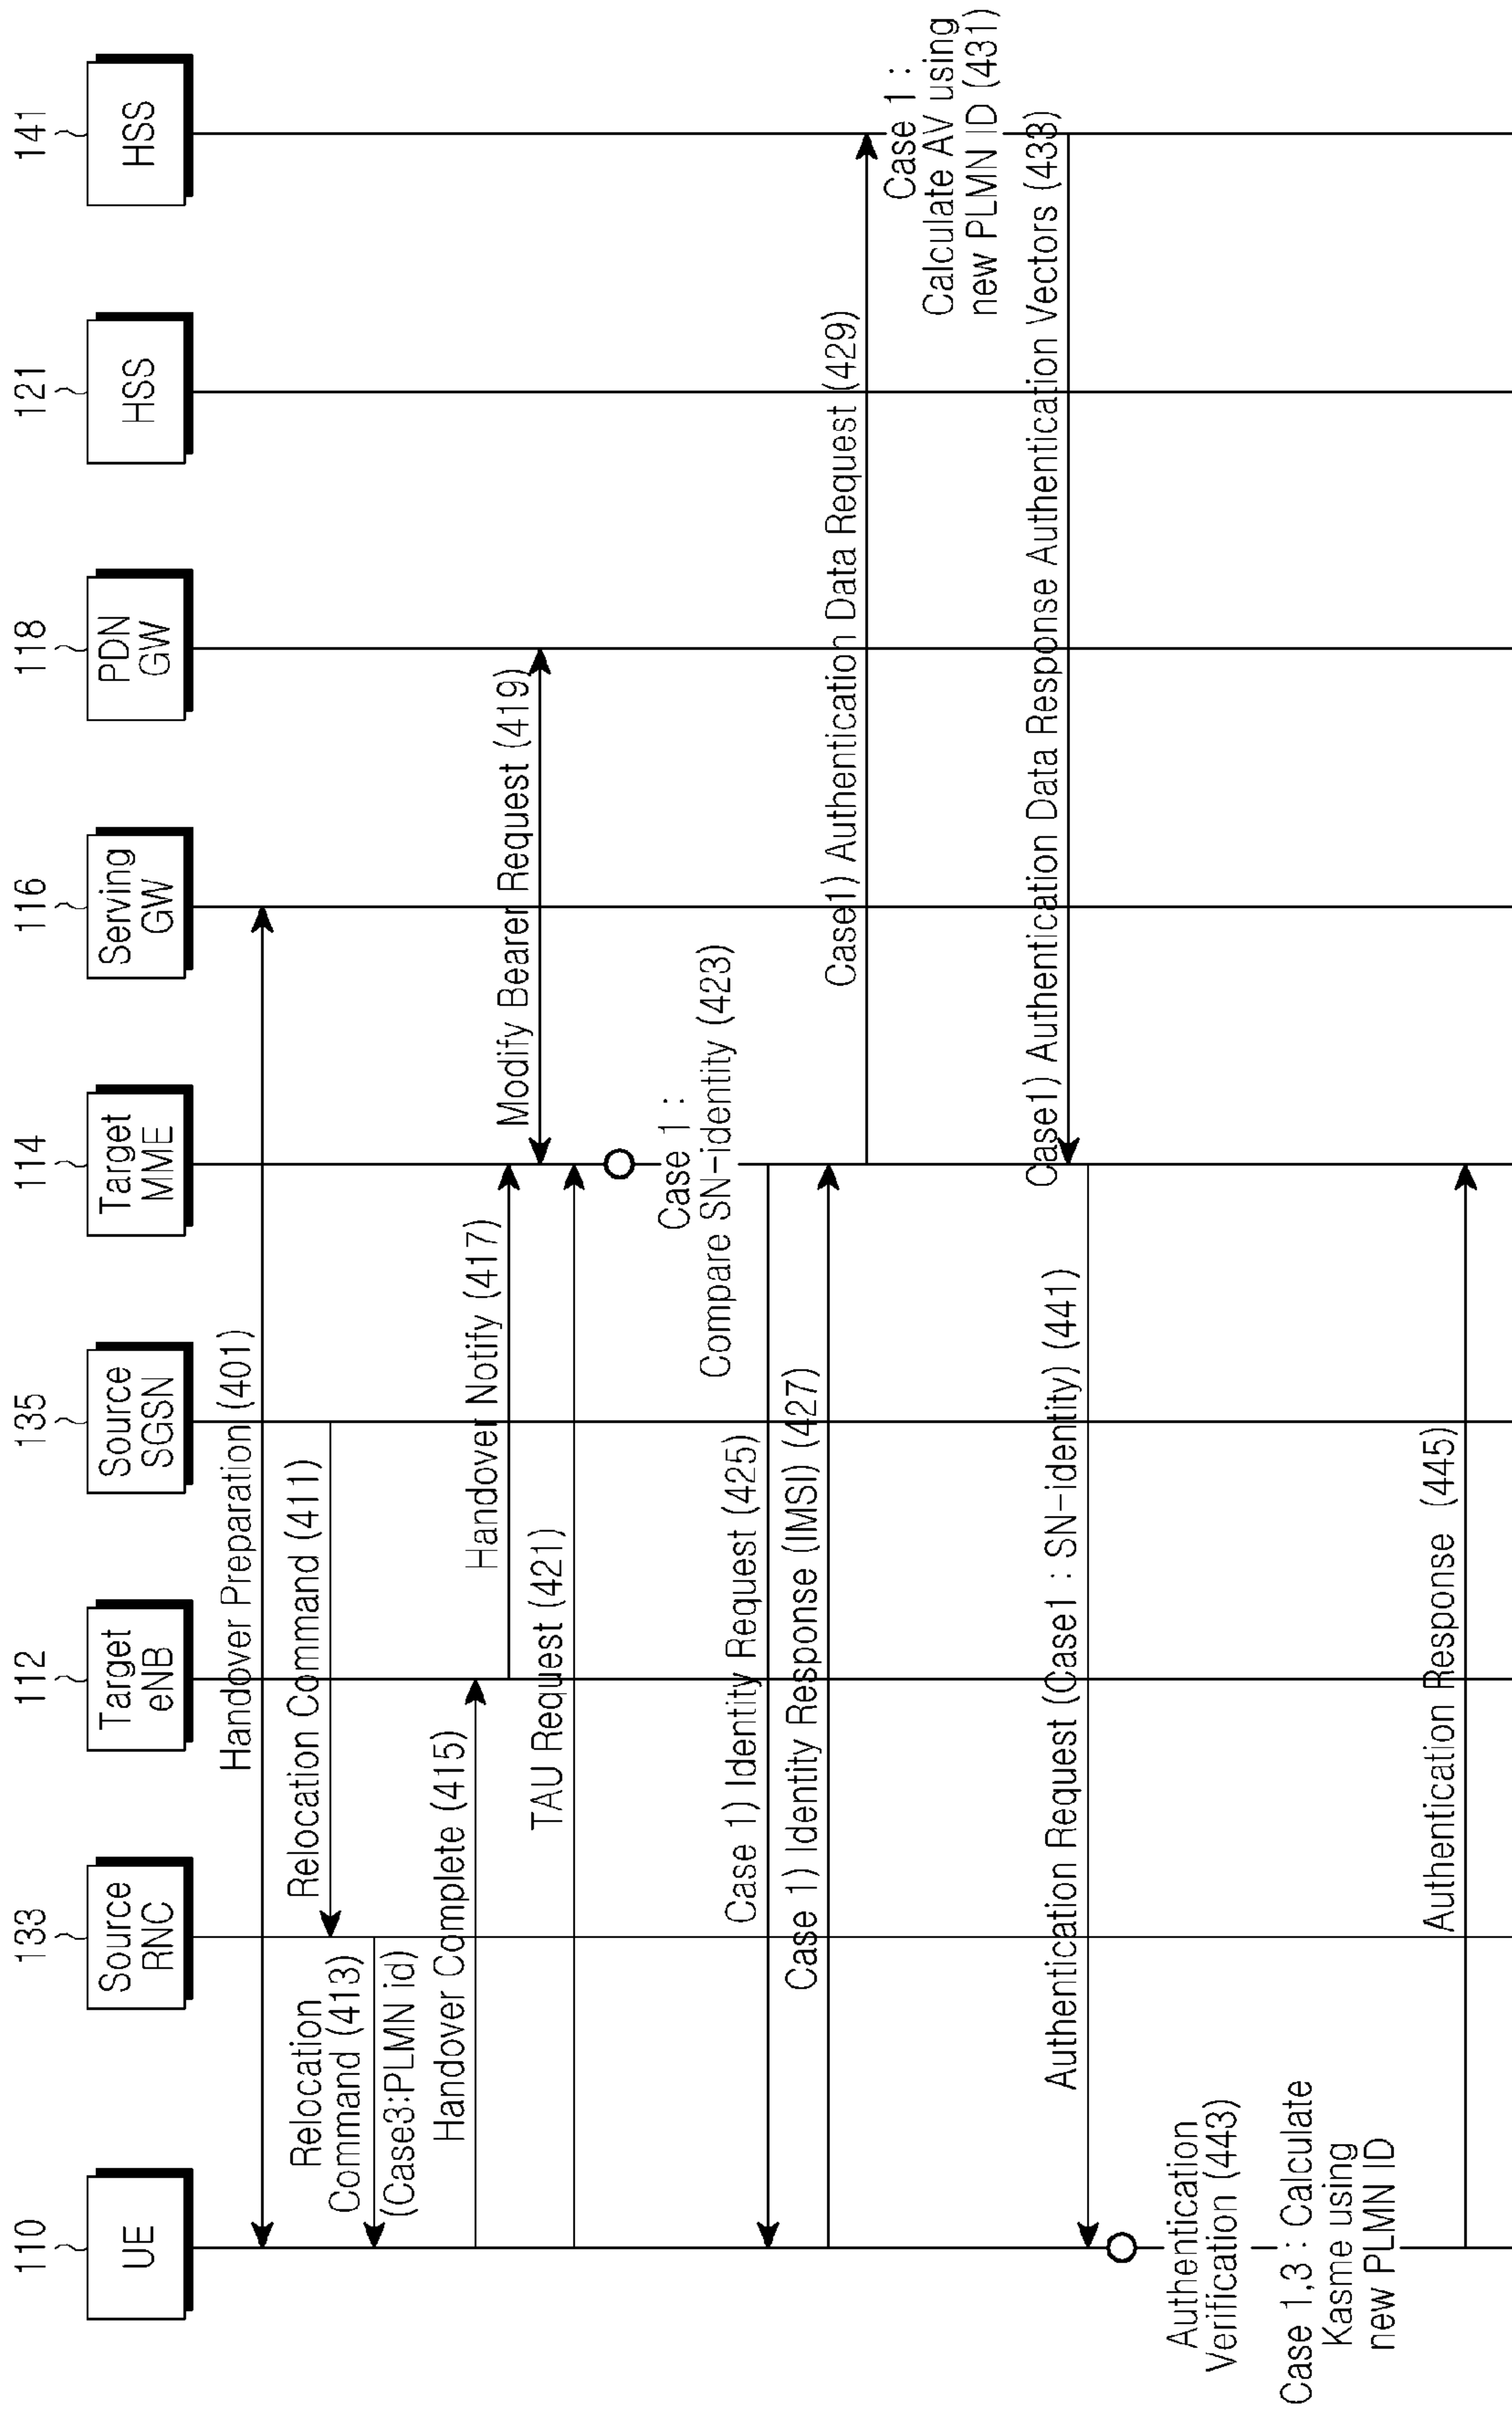 110
133
112
135
114
116
118
121
141
UE
Source
RNC
Target
eNB
Source
SGSN
Target
MME
Serving
GW
PDN
GW
HSS
HSS
Handover Preparation (401)
Relocation Command (411)
Relocation
Command (413)
(Case3:PLMN id)
Handover Complete (415)
Handover Notify (417)
Modify Bearer Request (419)
TAU Request (421)
Case 1 :
Compare SN-identity (423)
Case 1) Identity Request (425)
Case 1) Identity Response (IMSI) (427)
Case1) Authentication Data Request (429)
Case 1 :
Calculate AV using
new PLMN ID (431)
Case1) Authentication Data Response Authentication Vectors (433)
Authentication Request (Case1 : SN-identity) (441)
Authentication
Verification (443)
Case 1,3 : Calculate
Kasme using
new PLMN ID
Authentication Response (445)